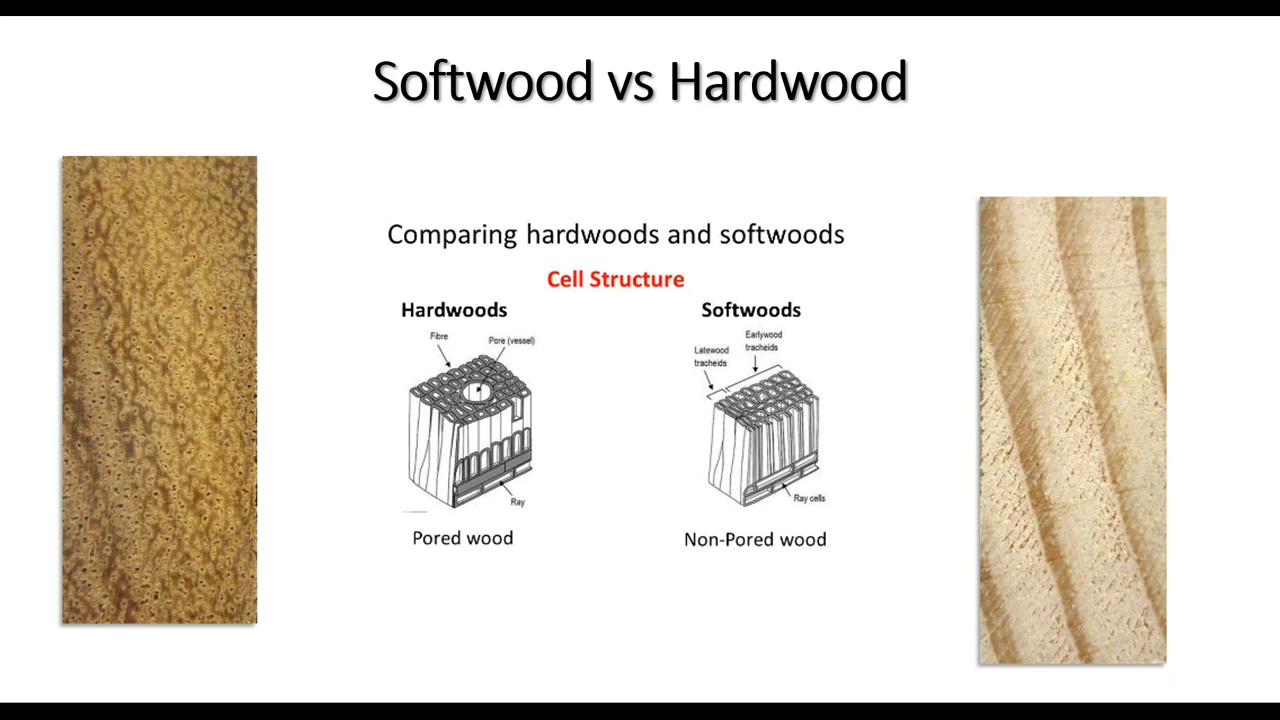 Softwood vs Hardwood
Comparing hardwoods and softwoods
Cell Structure
Hardwoods
Fibre
Pore (vessel)
Ray
Pored wood
Softwoods
Earlywood
tracheids
Latewood
tracheids
Ray cells
Non-Pored wood